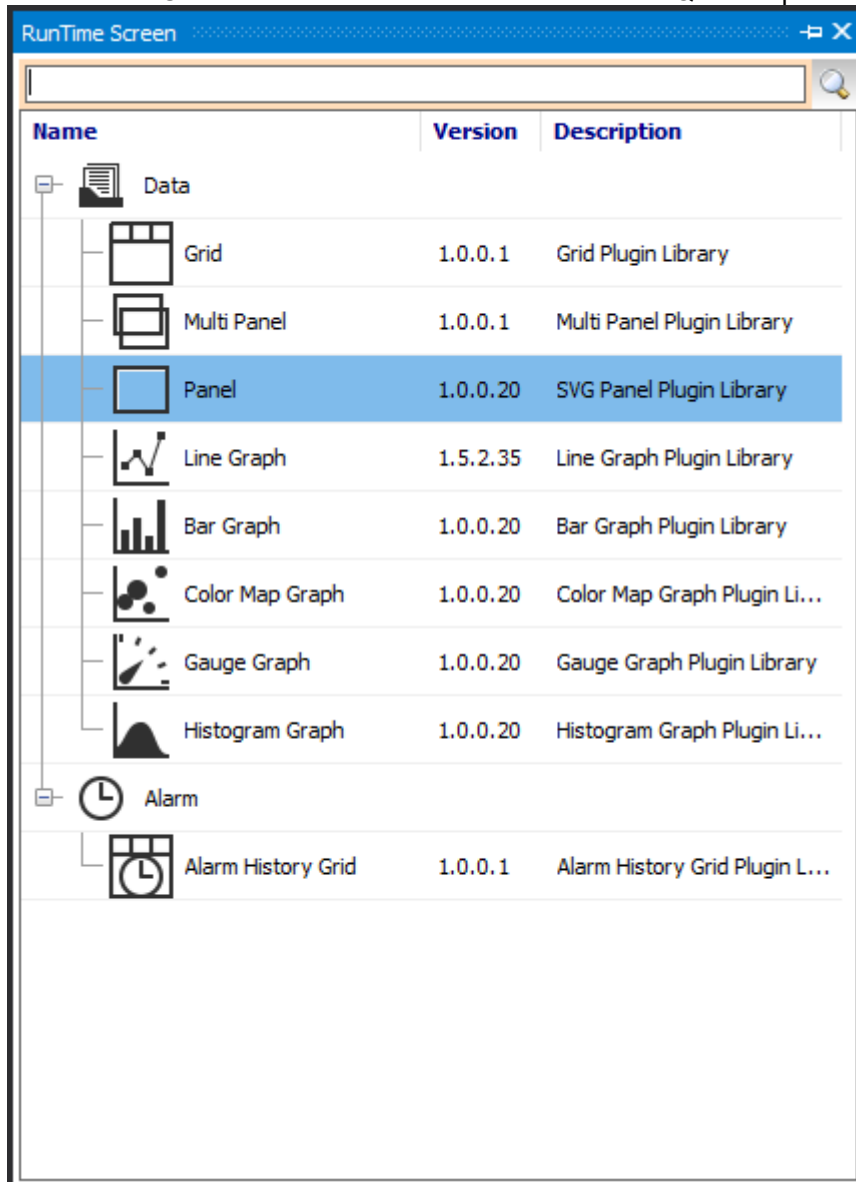 RunTime Screen
Name Version Description
Data
Grid 1.0.0.1 Grid Plugin Library
Multi Panel 1.0.0.1 Multi Panel Plugin Library
Panel 1.0.0.20 SVG Panel Plugin Library
Line Graph 1.5.2.35 Line Graph Plugin Library
Bar Graph 1.0.0.20 Bar Graph Plugin Library
Color Map Graph 1.0.0.20 Color Map Graph Plugin Li...
Gauge Graph 1.0.0.20 Gauge Graph Plugin Library
Histogram Graph 1.0.0.20 Histogram Graph Plugin Li...
Alarm
Alarm History Grid 1.0.0.1 Alarm History Grid Plugin L...